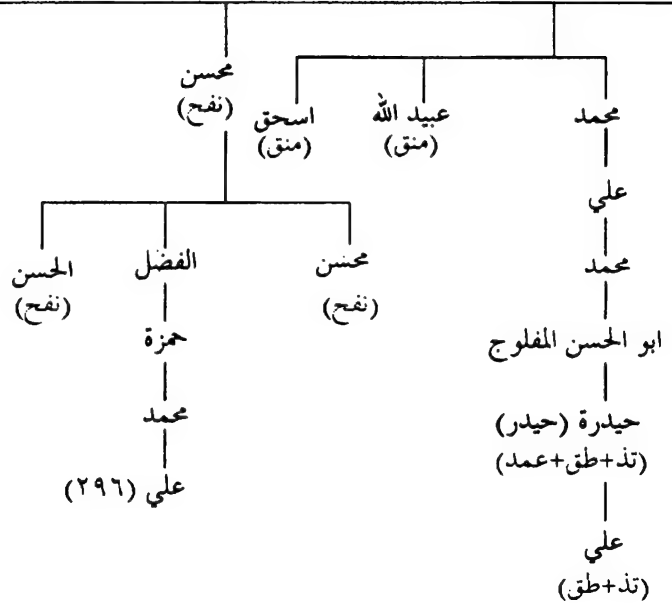 محسن
(نفح)
محمد
عبيد الله
(منق)
اسحق
(منق)
علي
محمد
ابو الحسن المفلوج
حيدرة (حيدر)
(تذ+طق+عمد)
علي
(تذ+طق)
محسن
(نفح)
الفضل
الحسن
(نفح)
حمزة
محمد
علي (٢٩٦)